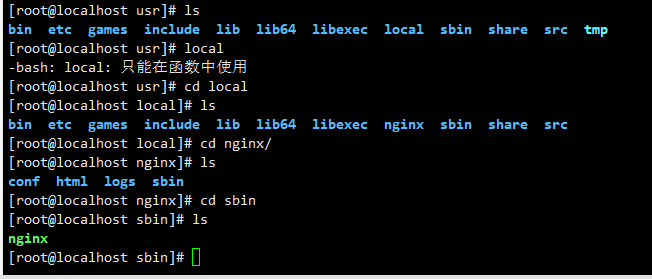 [root@localhost usr]# ls
bin etc games include lib lib64 libexec local sbin share src tmp
[root@localhost usr]# local
-bash: local: 只能在函数中使用
[root@localhost usr]# cd local
[root@localhost local]# ls
bin etc games include lib lib64 libexec nginx sbin share src
[root@localhost local]# cd nginx/
[root@localhost nginx]# ls
conf html logs sbin
[root@localhost nginx]# cd sbin
[root@localhost sbin]# ls
nginx
[root@localhost sbin]#